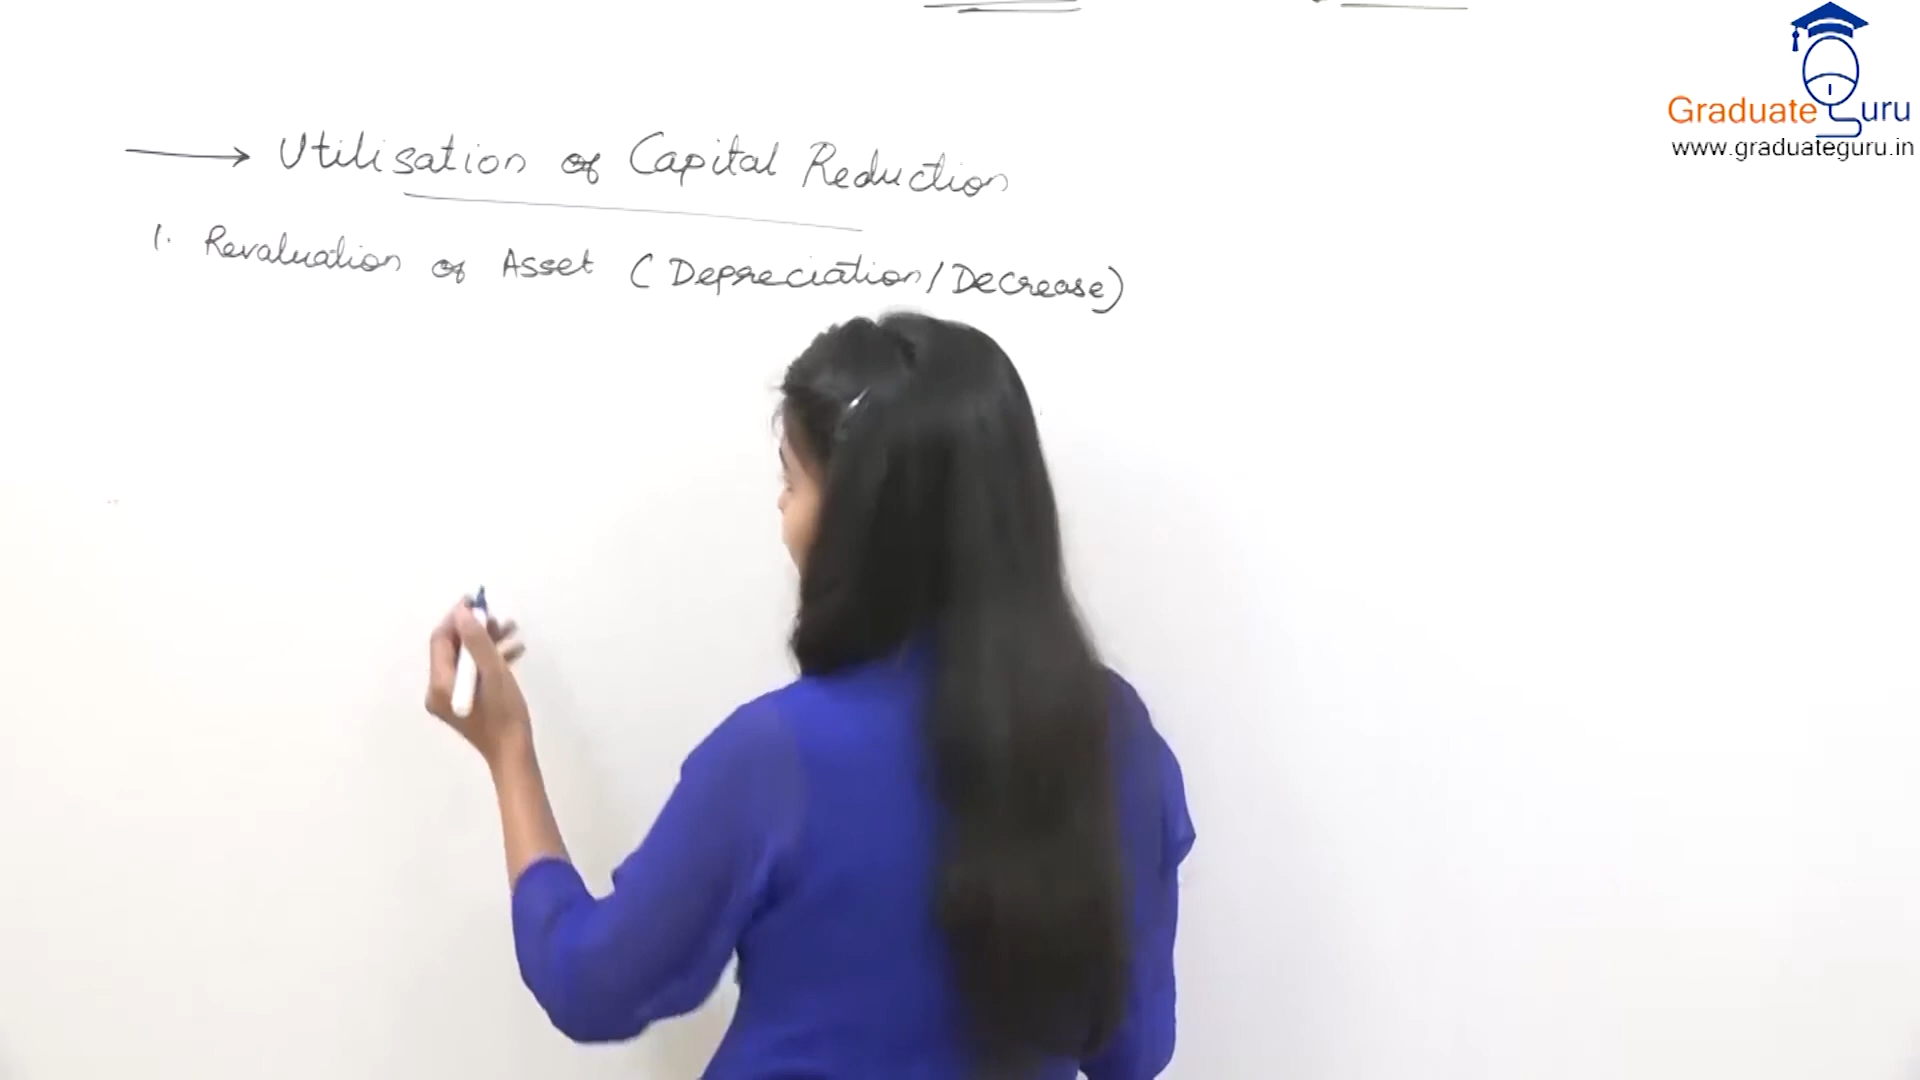 Graduate Guru
www.graduateguru.in
→ Utilisation of Capital Reduction
1. Revaluation of Asset (Depreciation/Decrease)